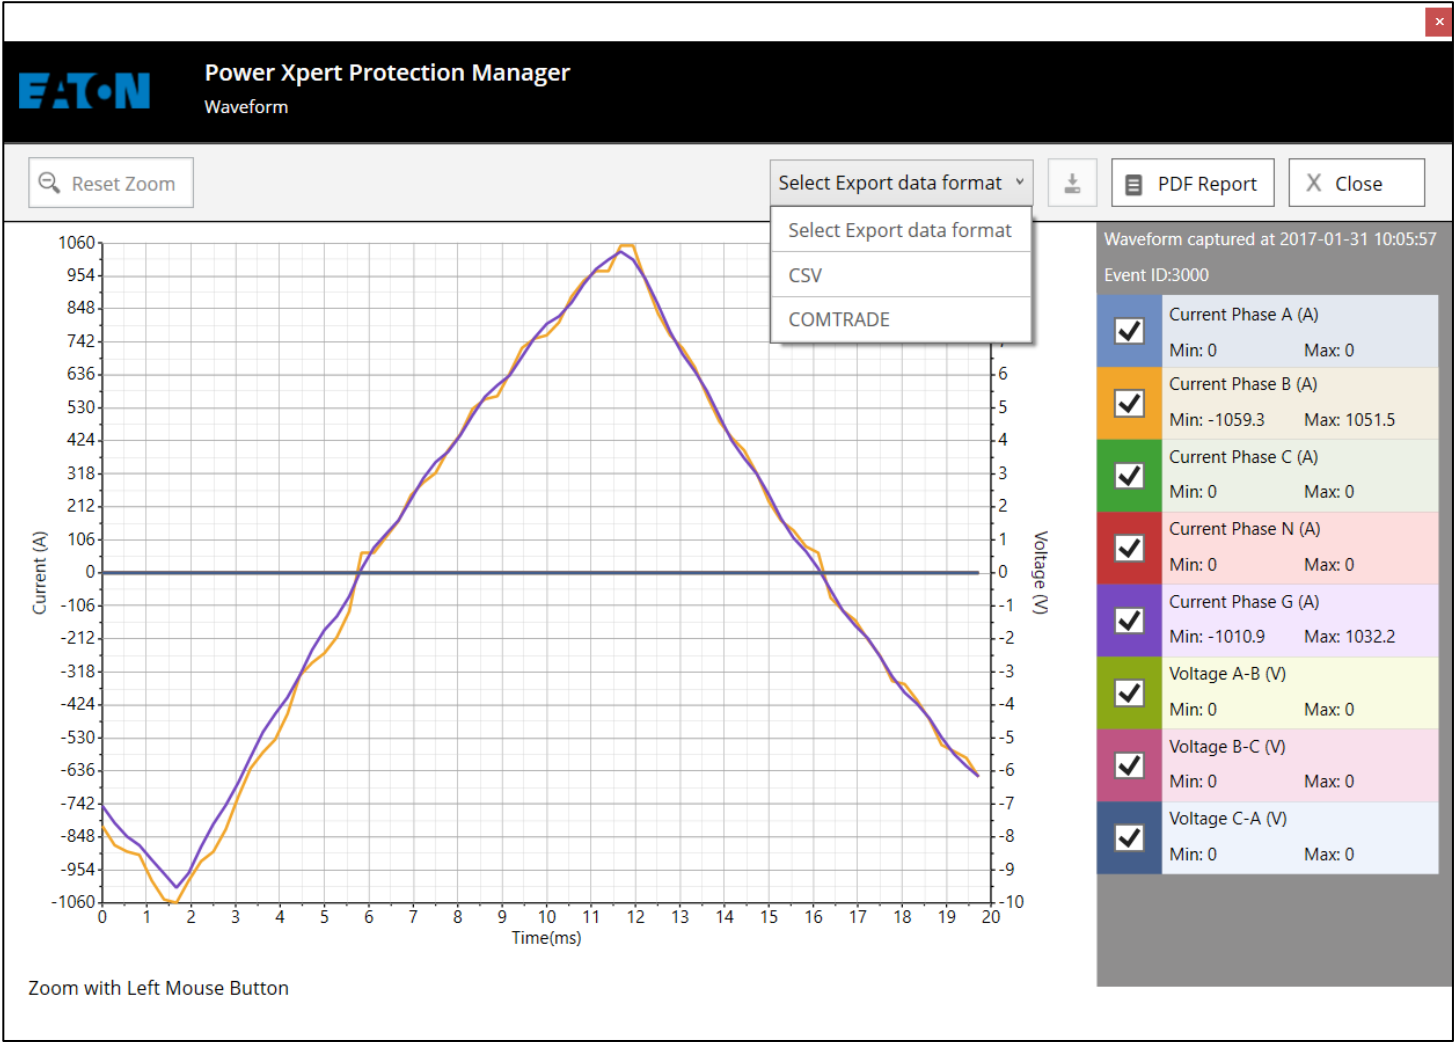 ×
EATON
Power Xpert Protection Manager
Waveform
Reset Zoom
Select Export data format
PDF Report
X Close
Select Export data format
CSV
COMTRADE
Waveform captured at 2017-01-31 10:05:57
Event ID:3000
Current Phase A (A)
Min: 0 Max: 0
Current Phase B (A)
Min: -1059.3 Max: 1051.5
Current Phase C (A)
Min: 0 Max: 0
Current Phase N (A)
Min: 0 Max: 0
Current Phase G (A)
Min: -1010.9 Max: 1032.2
Voltage A-B (V)
Min: 0 Max: 0
Voltage B-C (V)
Min: 0 Max: 0
Voltage C-A (V)
Min: 0 Max: 0
Current (A)
1060
954
848
742
636
530
424
318
212
106
0
-106
-212
-318
-424
-530
-636
-742
-848
-954
-1060
6
5
4
3
2
1
0
-1
-2
-3
-4
-5
-6
-7
-8
-9
-10
Voltage (V)
0 1 2 3 4 5 6 7 8 9 10 11 12 13 14 15 16 17 18 19 20
Time(ms)
Zoom with Left Mouse Button